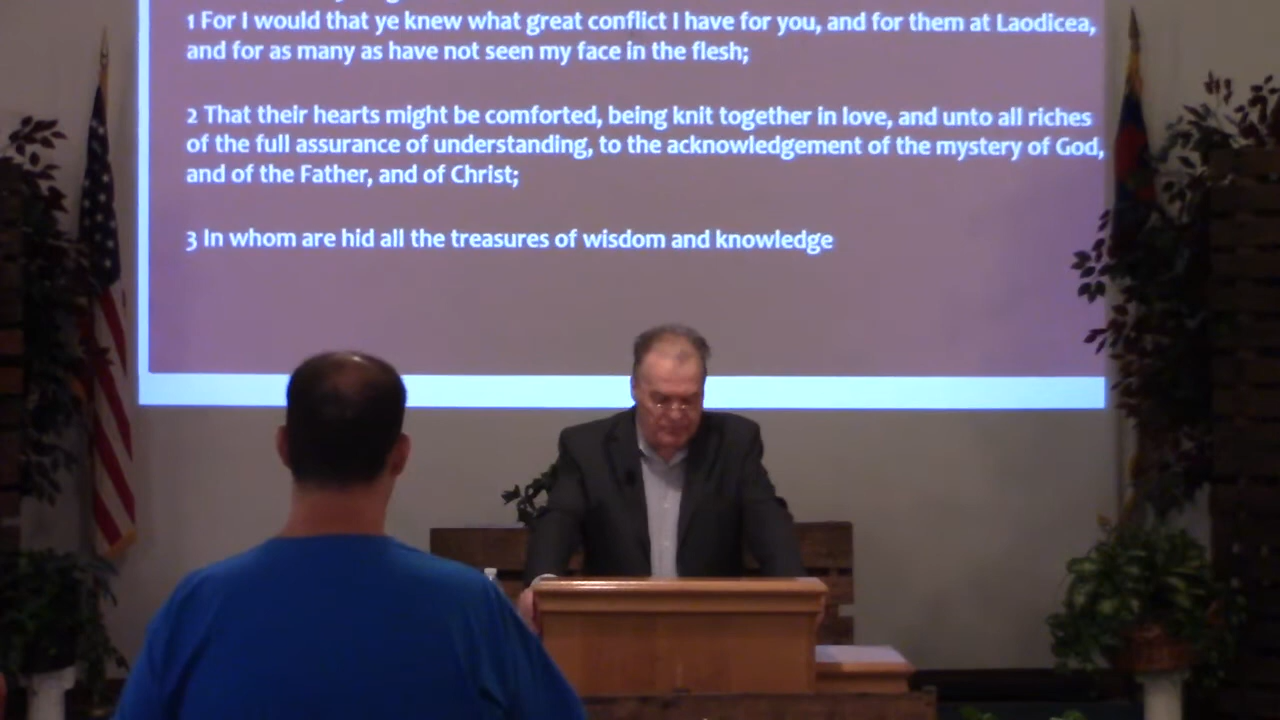 1 For I would that ye knew what great conflict I have for you, and for them at Laodicea,
and for as many as have not seen my face in the flesh;
2 That their hearts might be comforted, being knit together in love, and unto all riches
of the full assurance of understanding, to the acknowledgement of the mystery of God,
and of the Father, and of Christ;
3 In whom are hid all the treasures of wisdom and knowledge